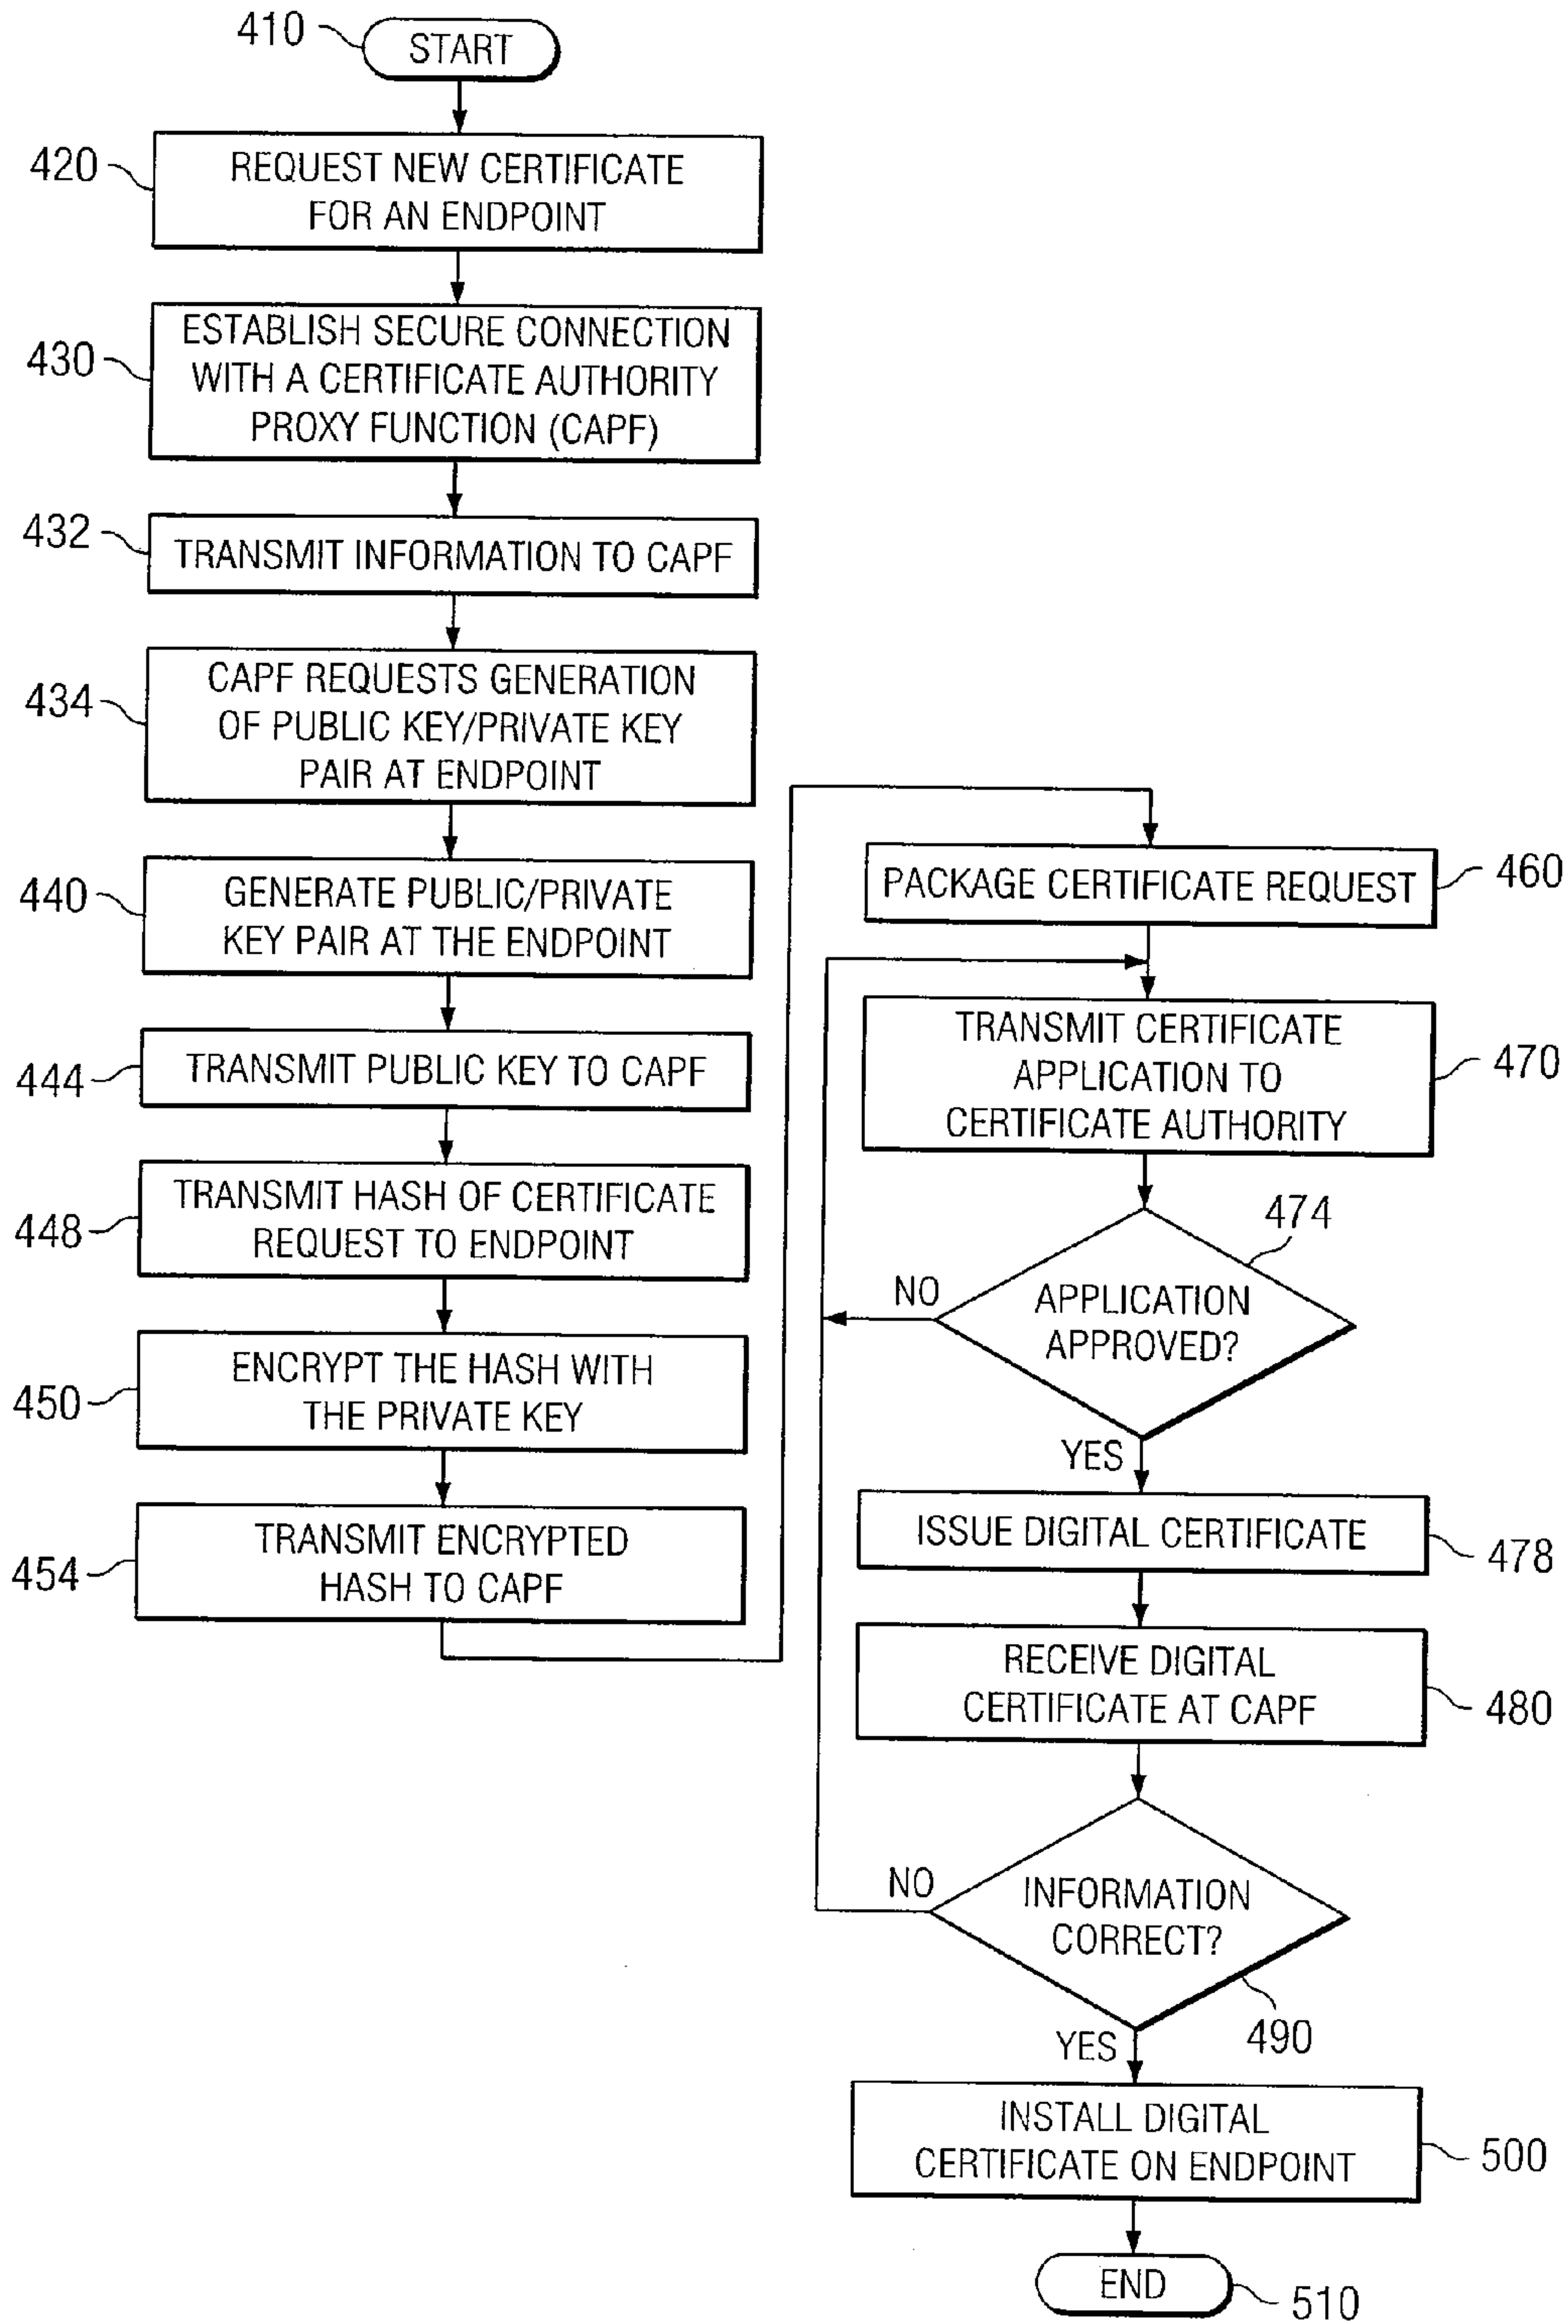 410
START
420
REQUEST NEW CERTIFICATE
FOR AN ENDPOINT
430
ESTABLISH SECURE CONNECTION
WITH A CERTIFICATE AUTHORITY
PROXY FUNCTION (CAPF)
432
TRANSMIT INFORMATION TO CAPF
434
CAPF REQUESTS GENERATION
OF PUBLIC KEY/PRIVATE KEY
PAIR AT ENDPOINT
440
GENERATE PUBLIC/PRIVATE
KEY PAIR AT THE ENDPOINT
444
TRANSMIT PUBLIC KEY TO CAPF
448
TRANSMIT HASH OF CERTIFICATE
REQUEST TO ENDPOINT
450
ENCRYPT THE HASH WITH
THE PRIVATE KEY
454
TRANSMIT ENCRYPTED
HASH TO CAPF
PACKAGE CERTIFICATE REQUEST
460
TRANSMIT CERTIFICATE
APPLICATION TO
CERTIFICATE AUTHORITY
470
474
NO
APPLICATION
APPROVED?
YES
ISSUE DIGITAL CERTIFICATE
478
RECEIVE DIGITAL
CERTIFICATE AT CAPF
480
NO
INFORMATION
CORRECT?
490
YES
INSTALL DIGITAL
CERTIFICATE ON ENDPOINT
500
END
510